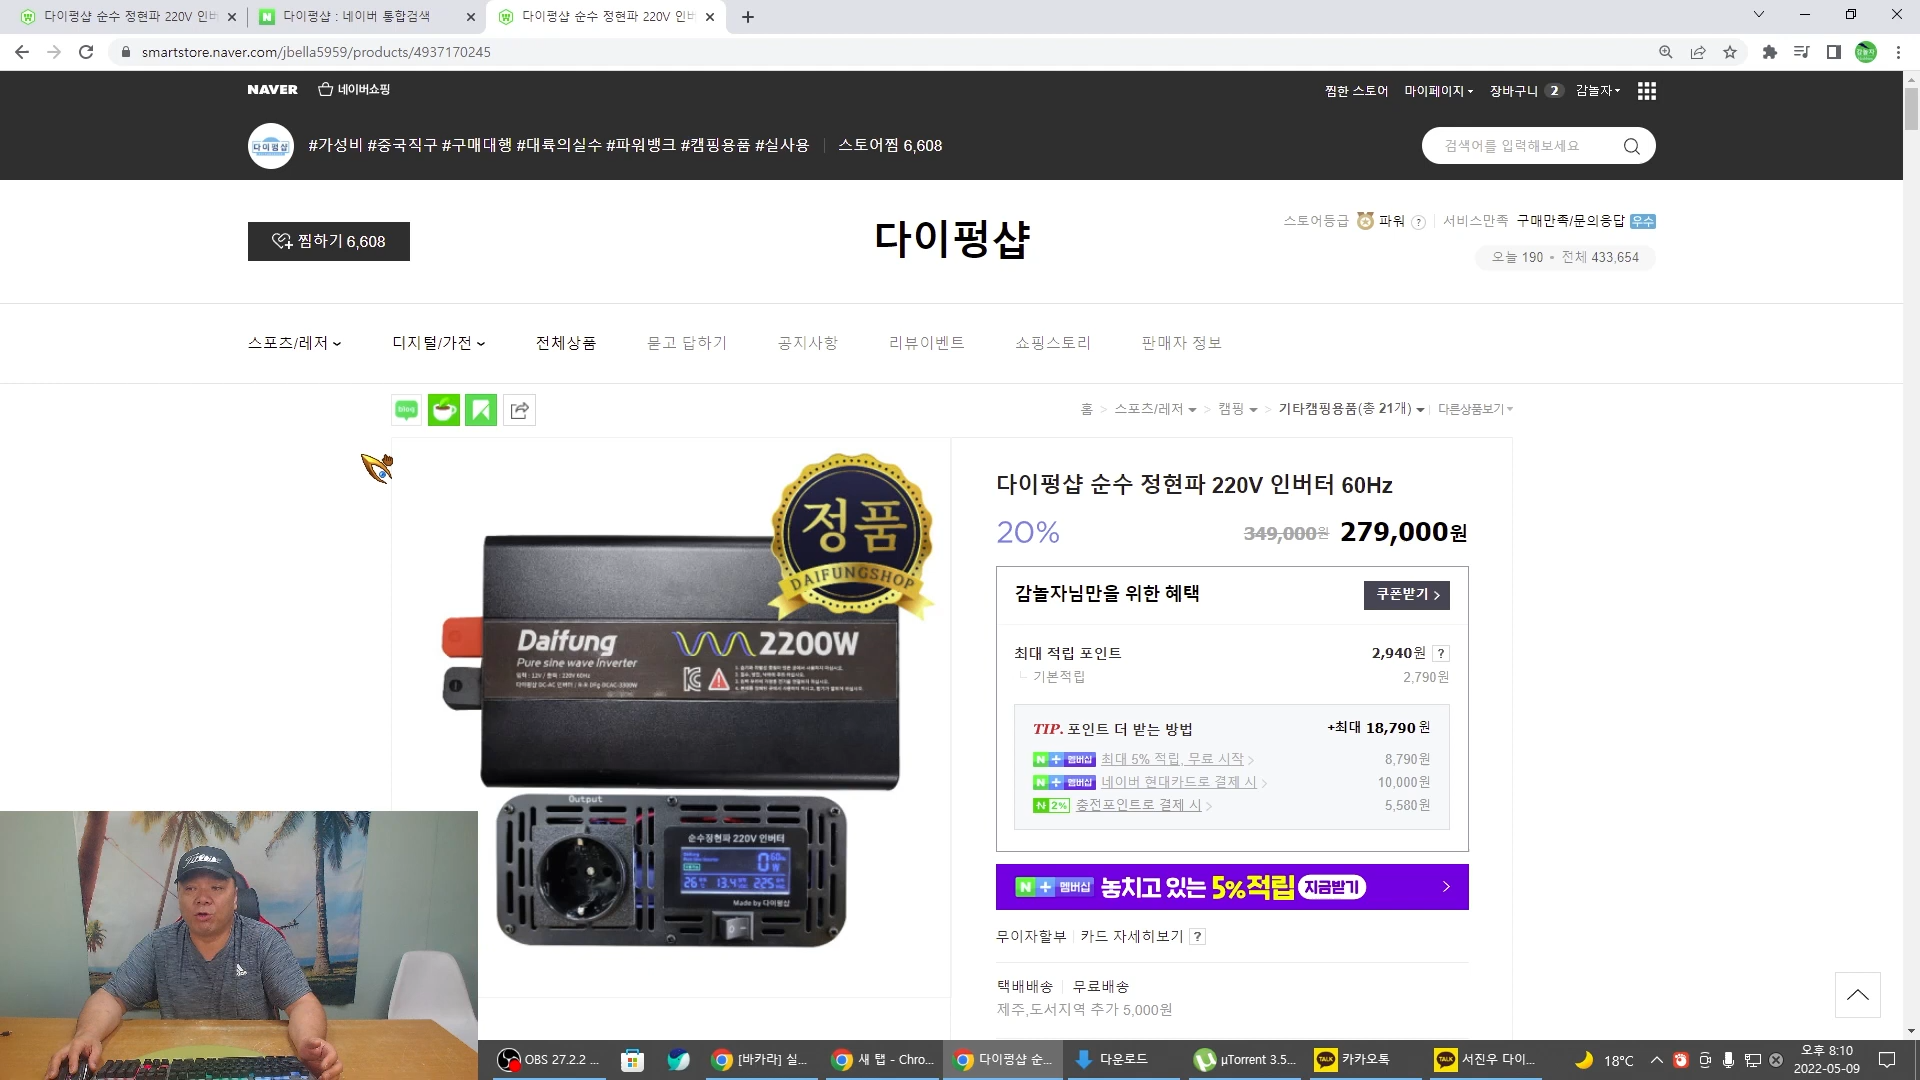 다이펑샵 순수 정현파 220V 인버
다이펑샵 : 네이버 통합검색
다이펑샵 순수 정현파 220V 인버
smartstore.naver.com/jbella5959/products/4937170245
NAVER 네이버쇼핑
찜한 스토어 마이페이지 장바구니 2 감놀자
다이펑샵
#가성비 #중국직구 #구매대행 #대륙의실수 #파워뱅크 #캠핑용품 #실사용 스토어찜 6,608
검색어를 입력해보세요
찜하기 6,608
다이펑샵
스토어등급 파워 ? 서비스만족 구매만족/문의응답 우수
오늘 190 • 전체 433,654
스포츠/레저 디지털/가전 전체상품 묻고 답하기 공지사항 리뷰이벤트 쇼핑스토리 판매자 정보
blog
홈 > 스포츠/레저 > 캠핑 > 기타캠핑용품(총 21개) 다른상품보기
정품
DAIFUNGSHOP
Daifung 2200W
Pure sine wave inverter
Output
순수정현파 220V 인버터
0 60Hz
W
26℃ 13.4 225
Made by 다이펑샵
다이펑샵 순수 정현파 220V 인버터 60Hz
20% 349,000원 279,000원
감놀자님만을 위한 혜택 쿠폰받기 >
최대 적립 포인트 2,940원 ?
기본적립 2,790원
TIP. 포인트 더 받는 방법 +최대 18,790 원
N+ 멤버십 최대 5% 적립, 무료 시작 > 8,790원
N+ 멤버십 네이버 현대카드로 결제 시 > 10,000원
N 2% 충전포인트로 결제 시 > 5,580원
N+ 멤버십 놓치고 있는 5%적립 지금받기 >
무이자할부 카드 자세히보기 ?
택배배송 무료배송
제주,도서지역 추가 5,000원
OBS 27.2.2 ...
[바카라] 실...
새 탭 - Chro...
다이펑샵 순...
다운로드
µTorrent 3.5...
TALK 카카오톡
TALK 서진우 다이...
18℃
오후 8:10
2022-05-09